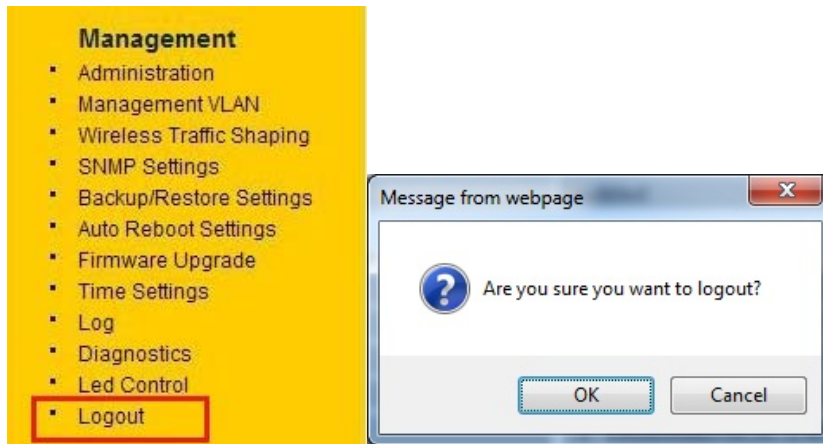 Management
Administration
Management VLAN
Wireless Traffic Shaping
SNMP Settings
Backup/Restore Settings
Auto Reboot Settings
Firmware Upgrade
Time Settings
Log
Diagnostics
Led Control
Logout
Message from webpage
Are you sure you want to logout?
OK
Cancel